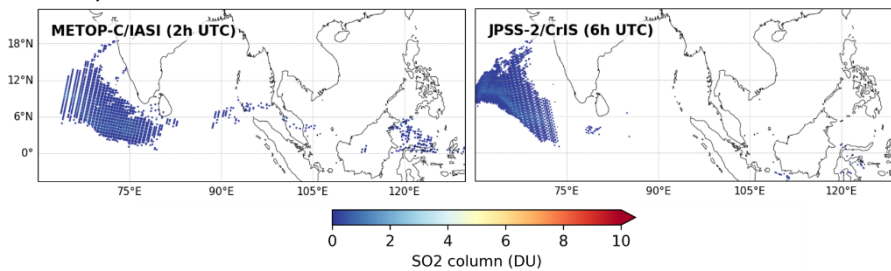 METOP-C/IASI (2h UTC)
JPSS-2/CrIS (6h UTC)
18°N
12°N
6°N
0°
75°E
90°E
105°E
120°E
75°E
90°E
105°E
120°E
0
2
4
6
8
10
SO2 column (DU)